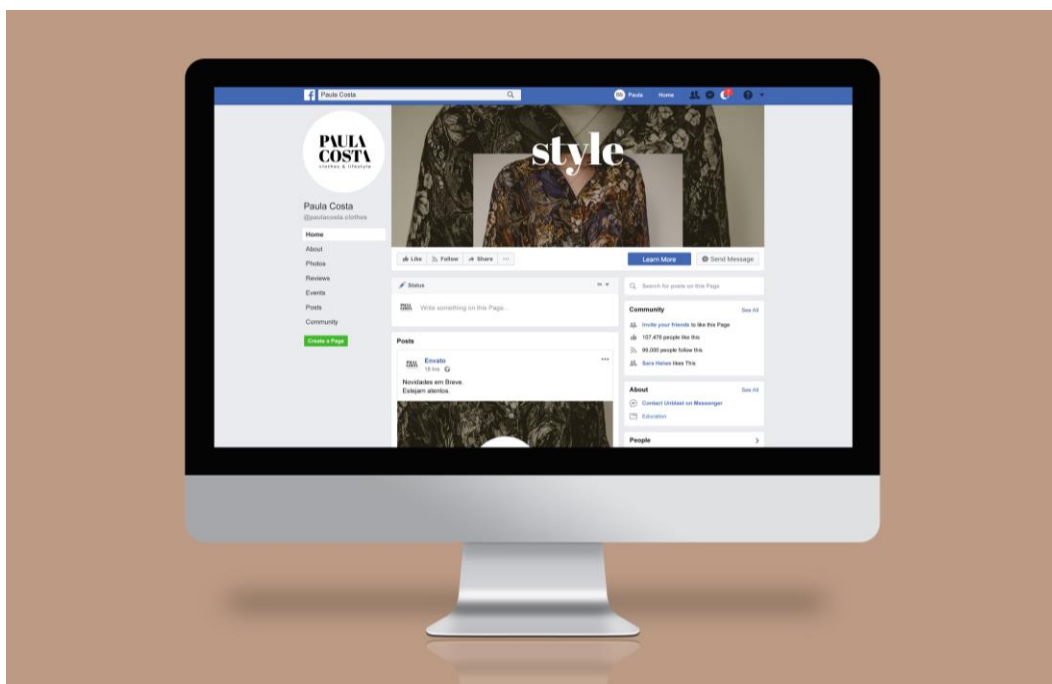 Paula Costa
Paula
Home
PAULA
COSTA
clothes & lifestyle
style
Paula Costa
@paulacosta.clothes
Home
About
Photos
Reviews
Events
Posts
Community
Create a Page
Like
Follow
Share
Learn More
Send Message
Status
Write something on this Page..
Posts
Envato
18 hrs
Novidades em Breve.
Estejam atentos.
Search for posts on this Page
Community See All
Invite your friends to like this Page
107,476 people like this
99,000 people follow this
likes This
About See All
Contact on Messenger
Education
People